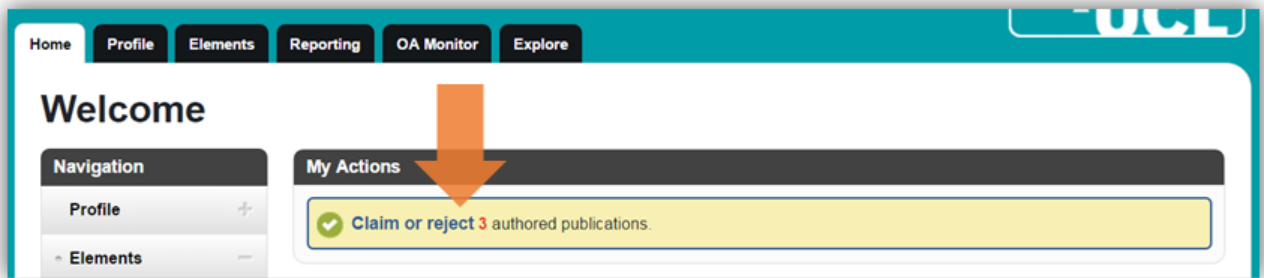 UCL
Home Profile Elements Reporting OA Monitor Explore
Welcome
Navigation
My Actions
Profile
Claim or reject 3 authored publications.
Elements